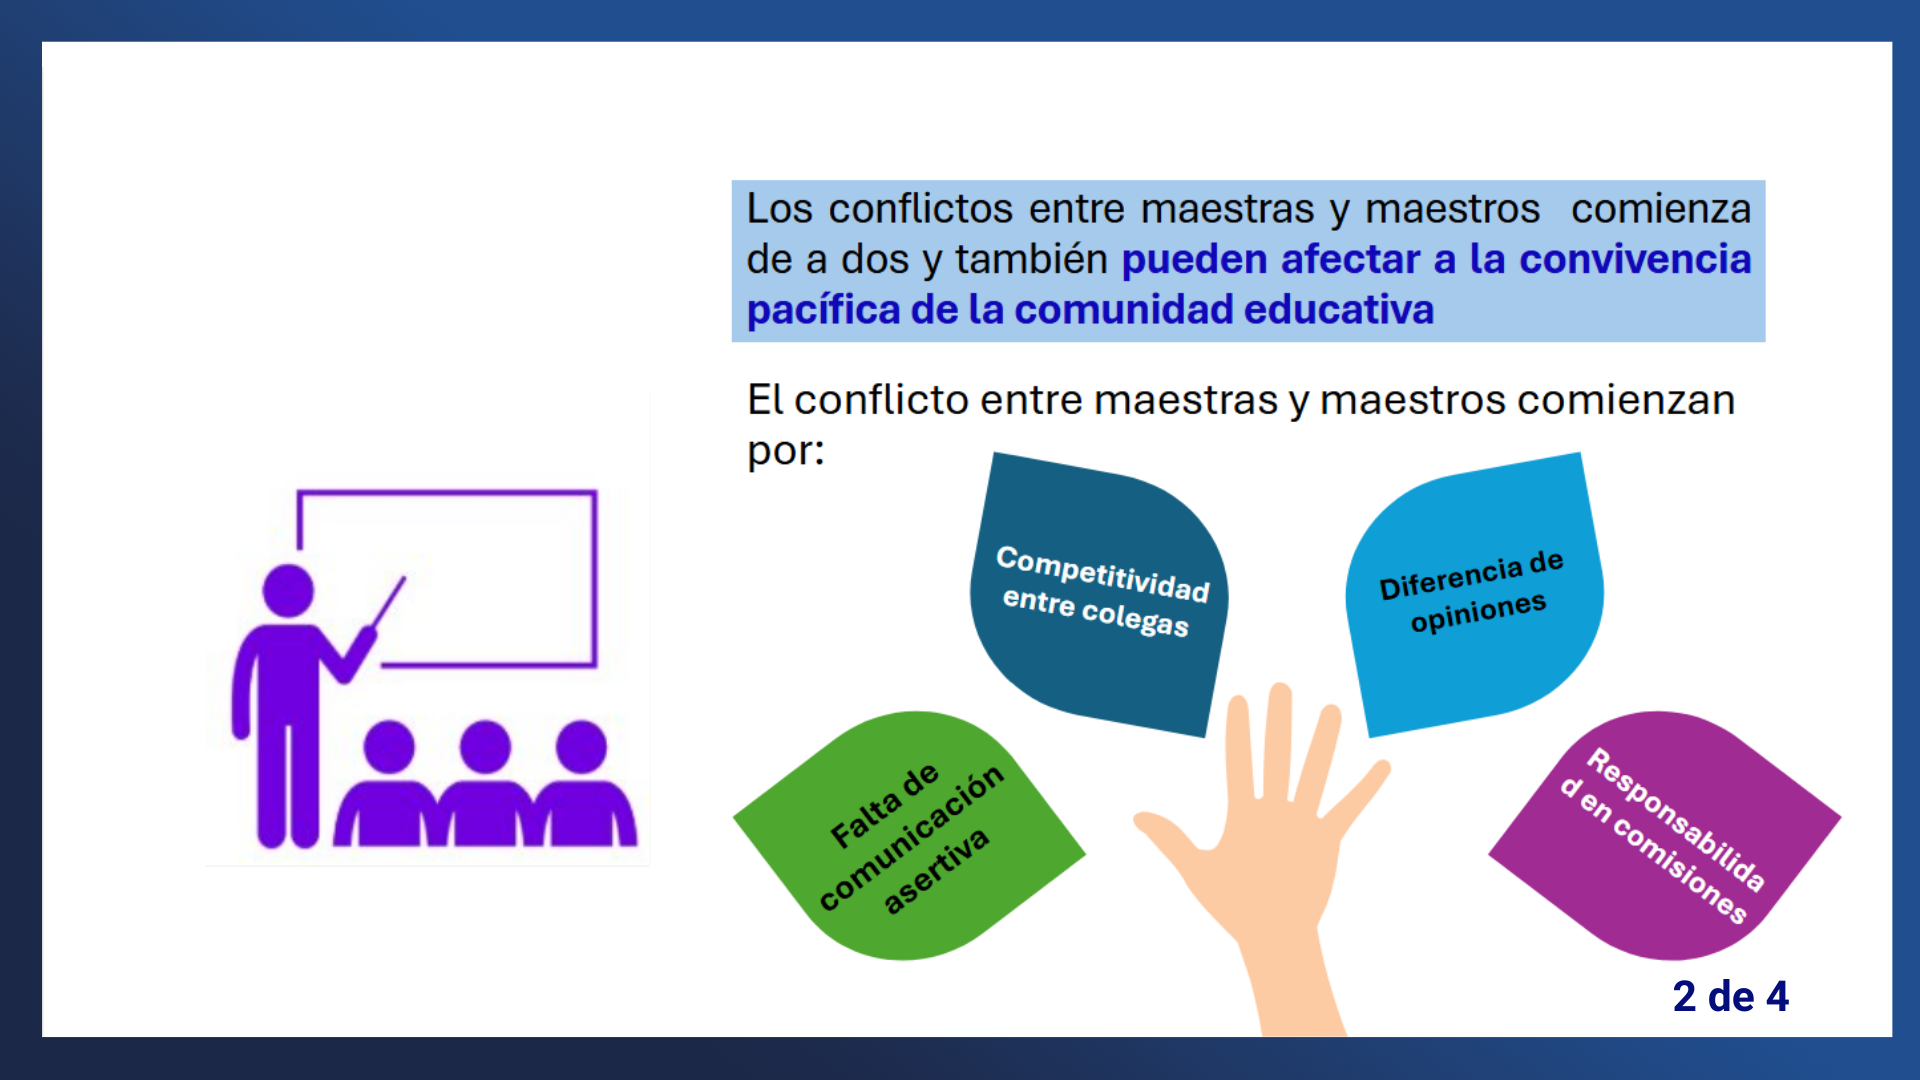 Los conflictos entre maestras y maestros comienza
de a dos y también pueden afectar a la convivencia
pacífica de la comunidad educativa
El conflicto entre maestras y maestros comienzan
por:
Competitividad
entre colegas
Diferencia de
opiniones
Falta de
comunicación
asertiva
Responsabilida
d en comisiones
2 de 4